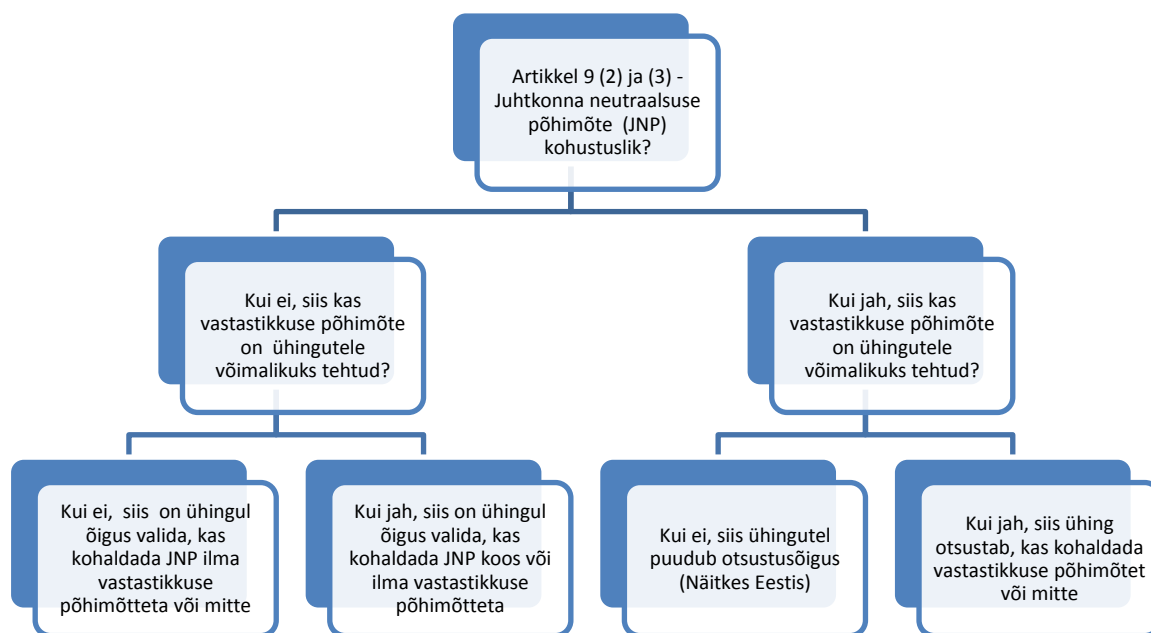 Artikkel 9 (2) ja (3) -
Juhtkonna neutraalsuse
põhimõte (JNP)
kohustuslik?
Kui ei, siis kas
vastastikkuse põhimõte
on ühingutele
võimalikuks tehtud?
Kui jah, siis kas
vastastikkuse põhimõte
on ühingutele
võimalikuks tehtud?
Kui ei, siis on ühingul
õigus valida, kas
kohaldada JNP ilma
vastastikkuse
põhimõtteta või mitte
Kui jah, siis on ühingul
õigus valida, kas
kohaldada JNP koos või
ilma vastastikkuse
põhimõtteta
Kui ei, siis ühingutel
puudub otsustusõigus
(Näitkes Eestis)
Kui jah, siis ühing
otsustab, kas kohaldada
vastastikkuse põhimõtet
või mitte